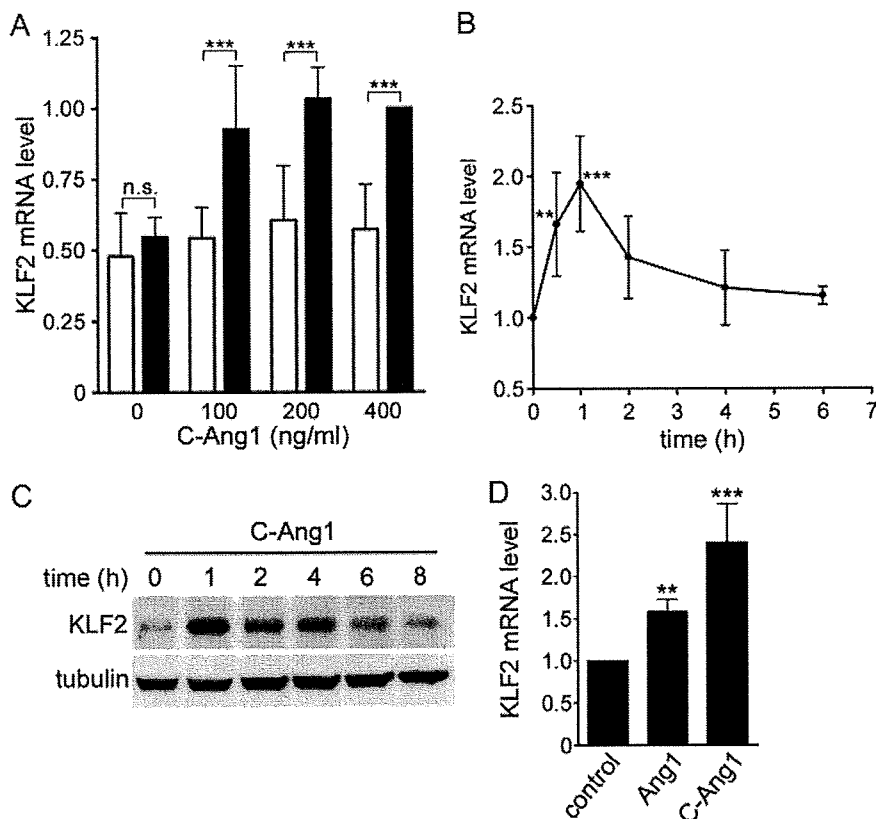 A
KLF2 mRNA level
1.25
1.00
0.75
0.50
0.25
0
n.s.
***
***
***
0 100 200 400
C-Ang1 (ng/ml)
B
KLF2 mRNA level
2.5
2.0
1.5
1.0
0.5
**
***
0 1 2 3 4 5 6 7
time (h)
C
C-Ang1
time (h) 0 1 2 4 6 8
KLF2
tubulin
D
KLF2 mRNA level
3.0
2.5
2.0
1.5
1.0
0.5
0
**
***
control Ang1 C-Ang1